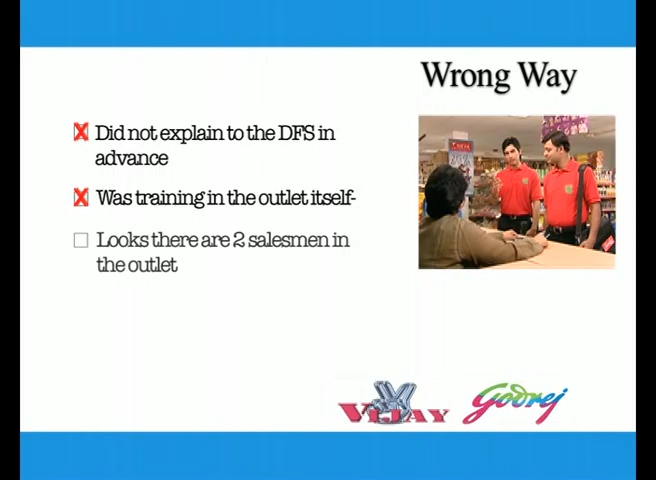 Wrong Way
Did not explain to the DFS in
advance
Was training in the outlet itself-
Looks there are 2 salesmen in
the outlet
VIJAY
Godrej